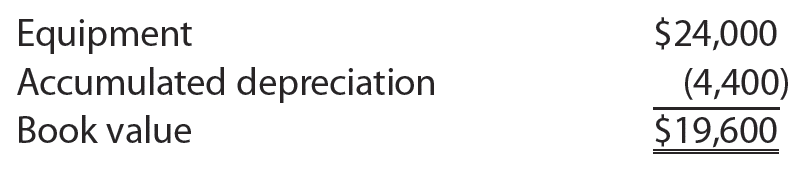 Equipment $24,000
Accumulated depreciation (4,400)
Book value $19,600